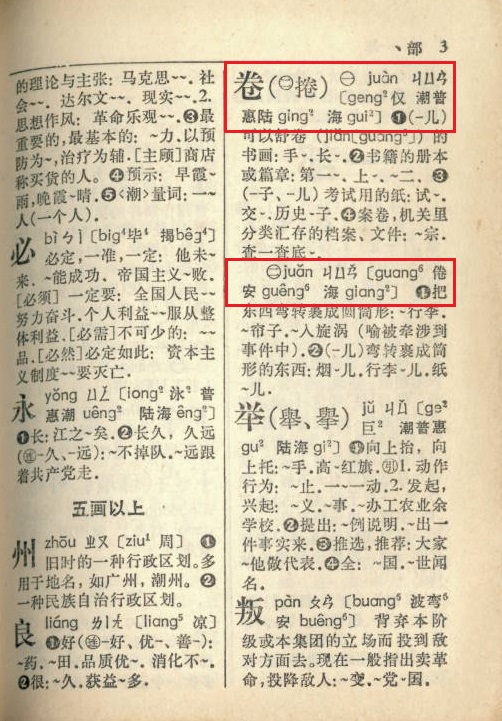 丶部 3
的理论与主张: 马克思~~. 社
会~~. 达尔文~~. 现实~~.2.
思想作风: 革命乐观~~.❸最
重要的,最基本的: ~力.以预
防为~,治疗为辅.[主顾]商店
称买货的人。❹预示: 早霞~
雨,晚霞~晴.❺<潮>量词: 一~
人(一个人).
必 bì ㄅㄧˋ [big⁴毕⁴ 揭bêg⁴]
必定,一准,一定: 他未~
来. ~能成功. 帝国主义~败.
[必须] 一定要: 全国人民~~
努力奋斗.个人利益~~服从整
体利益.[必需]不可少的: ~~
品.[必然]必定如此: 资本主
义制度~~要灭亡.
永 yǒng ㄩㄥˇ [iong² 泳² 普
惠潮 uêng² 陆海 êng²]
❶长: 江之~矣.❷长久, 久远
(连-久、-远): ~不掉队.~远跟
着共产党走.
五画以上
州 zhōu ㄓㄡ [ziu¹ 周] ❶
旧时的一种行政区划.多
用于地名, 如广州, 潮州. ❷
一种民族自治行政区划.
良 liáng ㄌㄧㄤˊ [liang⁵ 凉]
❶好(连-好、优-、善-):
~药.~田.品质优~. 消化不~.
❷很: ~久.获益~多.
卷(㊀捲) ㊀ juàn ㄐㄩㄢˋ
[geng³仅 潮普
惠陆 ging² 海 gui²] ❶(-儿)
可以舒卷 (jiǎn[guang⁵]) 的
书画: 手~.长~.❷书籍的册本
或篇章: 第一~、上~、二~. ❸
(-子、-儿) 考试用的纸: 试~.
交~.历史~子.❹案卷,机关里
分类汇存的档案、文件: ~宗.
查一查底~.
㊁juǎn ㄐㄩㄢˇ [guang⁵ 倦
安 guêng⁵ 海 giang²] ❶把
东西弯转裹成圆筒形: ~行李.
~帘子. ~入旋涡 (喻被牵涉到
事件中).❷(-儿)弯转裹成筒
形的东西: 烟~儿.行李~儿.纸
~儿.
举(舉、擧) jǔ ㄐㄩˇ [ge²
巨² 潮普惠
gu² 陆海 gi²] ❶向上抬, 向
上托: ~手.高~红旗. 引1. 动作
行为: ~止.一~一动.2.发起,
兴起: ~义.~事.~办工农业余
学校. ❷提出: ~例说明. ~出一
件事实来. ❸推选,推荐: 大家
~他做代表. ❹全: ~国.~世闻
名.
叛 pàn ㄆㄢˋ [buang⁶ 波弯⁶
安 buêng⁶] 背弃本阶
级或本集团的立场而投到敌
对方面去。现在一般指出卖革
命,投降敌人: ~变. ~党~国.